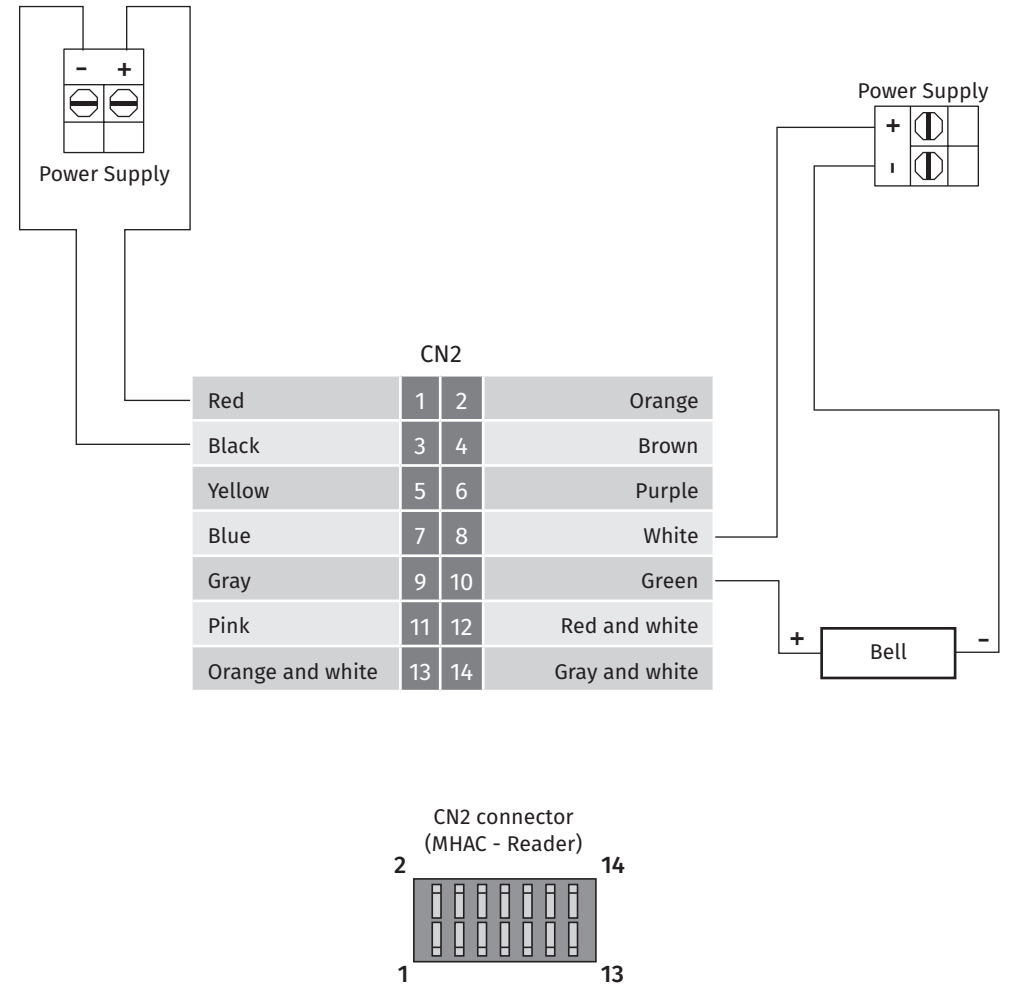 - +
Power Supply
Power Supply
+
-
CN2
Red 1 2 Orange
Black 3 4 Brown
Yellow 5 6 Purple
Blue 7 8 White
Gray 9 10 Green
Pink 11 12 Red and white
Orange and white 13 14 Gray and white
+ Bell -
CN2 connector
(MHAC - Reader)
2 14
1 13